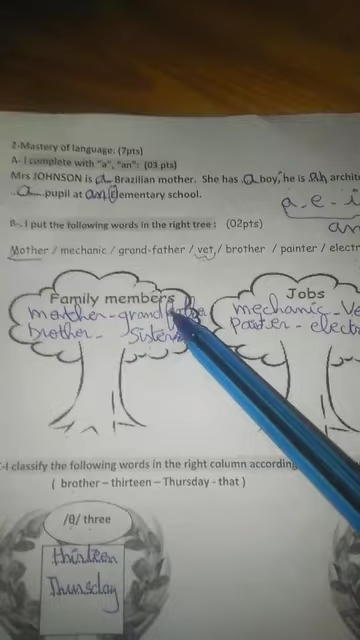 2-Mastery of language: (7pts)
A- I complete with "a", "an": (03 pts)
Mrs JOHNSON is a Brazilian mother. She has a boy, he is an archite
a pupil at an elementary school.
a - e - i
an
B- I put the following words in the right tree: (02pts)
Mother / mechanic / grand-father / vet / brother / painter / electr
Family members
mother - grand father
brother - Sister
Jobs
mechanic - Ve
painter - elect
C-I classify the following words in the right column according
( brother – thirteen – Thursday - that )
/θ/ three
thirteen
Thursday